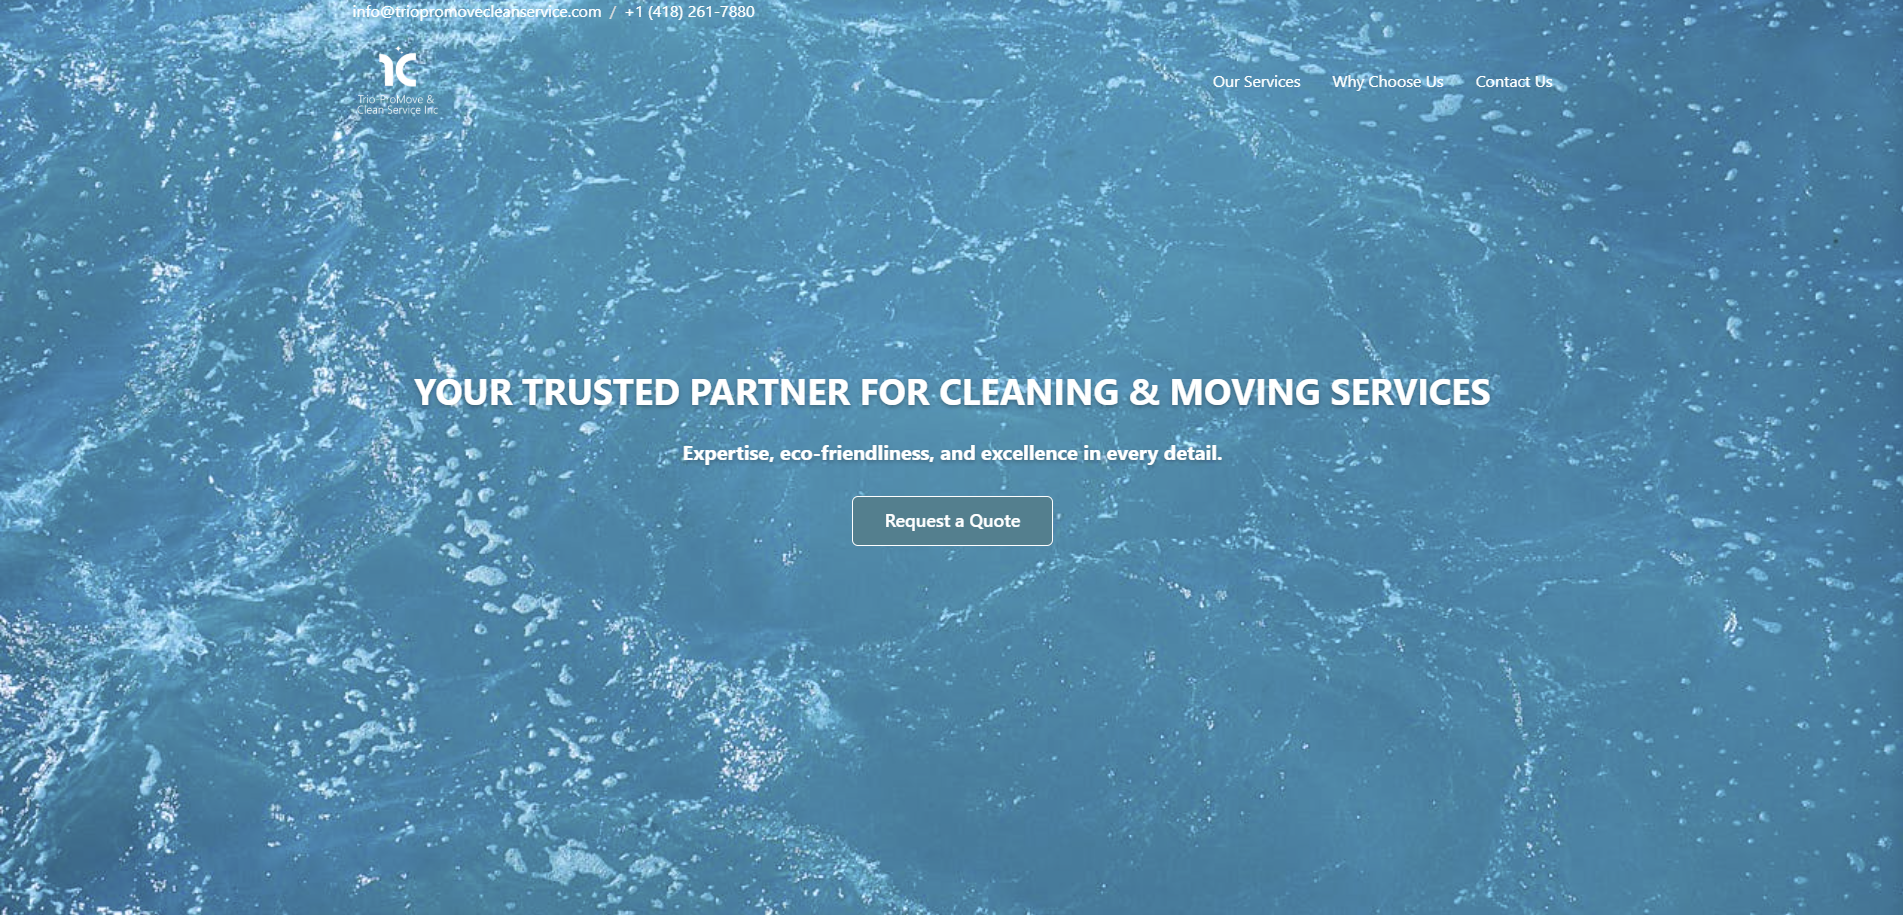 info@triopromovecleanservice.com / +1 (418) 261-7880
Trio-ProMove &
Clean Service Inc
Our Services Why Choose Us Contact Us
YOUR TRUSTED PARTNER FOR CLEANING & MOVING SERVICES
Expertise, eco-friendliness, and excellence in every detail.
Request a Quote